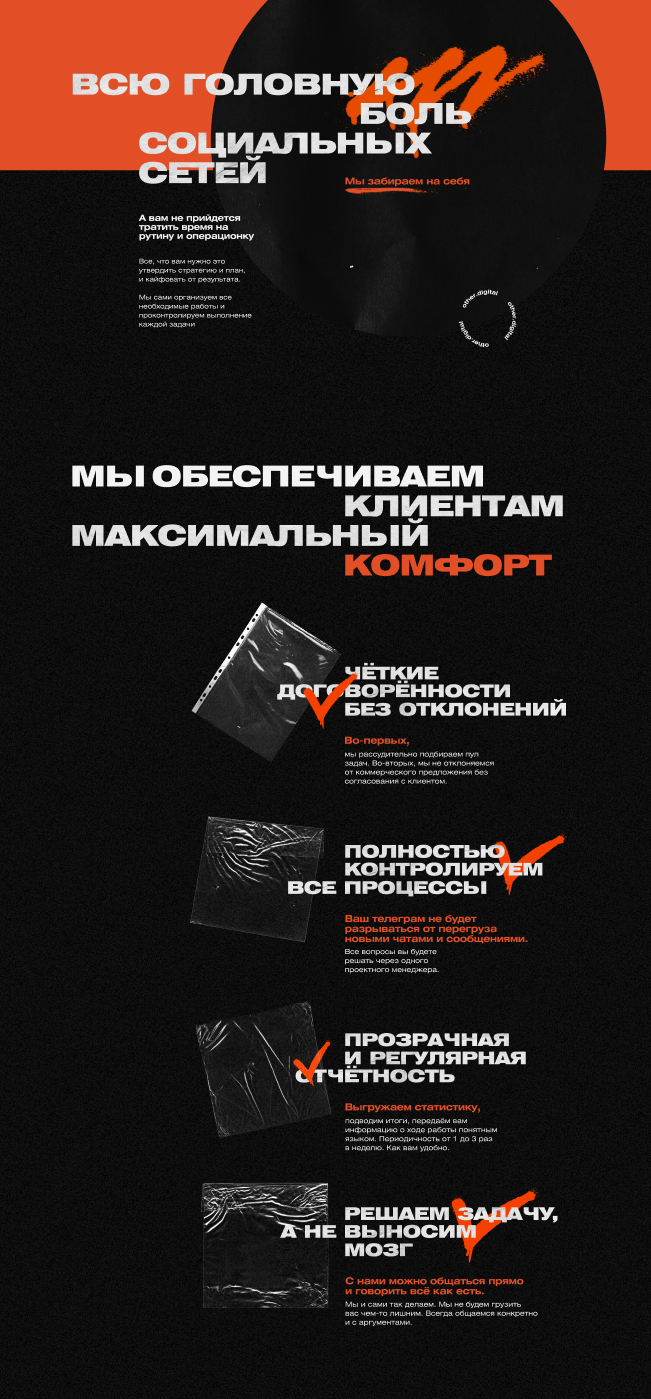 ВСЮ ГОЛОВНУЮ
БОЛЬ
СОЦИАЛЬНЫХ
СЕТЕЙ
Мы забираем на себя
А вам не прийдется
тратить время на
рутину и операционку
Все, что вам нужно это
утвердить стратегию и план,
и кайфовать от результата.
Мы сами организуем все
необходимые работы и
проконтролируем выполнение
каждой задачи
other.digital
other.digital
other.digital
other.digital
МЫ ОБЕСПЕЧИВАЕМ
КЛИЕНТАМ
МАКСИМАЛЬНЫЙ
КОМФОРТ
ЧЁТКИЕ
ДОГОВОРЁННОСТИ
БЕЗ ОТКЛОНЕНИЙ
Во-первых,
мы рассудительно подбираем пул
задач. Во-вторых, мы не отклоняемся
от коммерческого предложения без
согласования с клиентом.
ПОЛНОСТЬЮ
КОНТРОЛИРУЕМ
ВСЕ ПРОЦЕССЫ
Ваш телеграм не будет
разрываться от перегруза
новыми чатами и сообщениями.
Все вопросы вы будете
решать через одного
проектного менеджера.
ПРОЗРАЧНАЯ
И РЕГУЛЯРНАЯ
ОТЧЁТНОСТЬ
Выгружаем статистику,
подводим итоги, передаём вам
информацию о ходе работы понятным
языком. Периодичность от 1 до 3 раз
в неделю. Как вам удобно.
РЕШАЕМ ЗАДАЧУ,
А НЕ ВЫНОСИМ
МОЗГ
С нами можно общаться прямо
и говорить всё как есть.
Мы и сами так делаем. Мы не будем грузить
вас чем-то лишним. Всегда общаемся конкретно
и с аргументами.